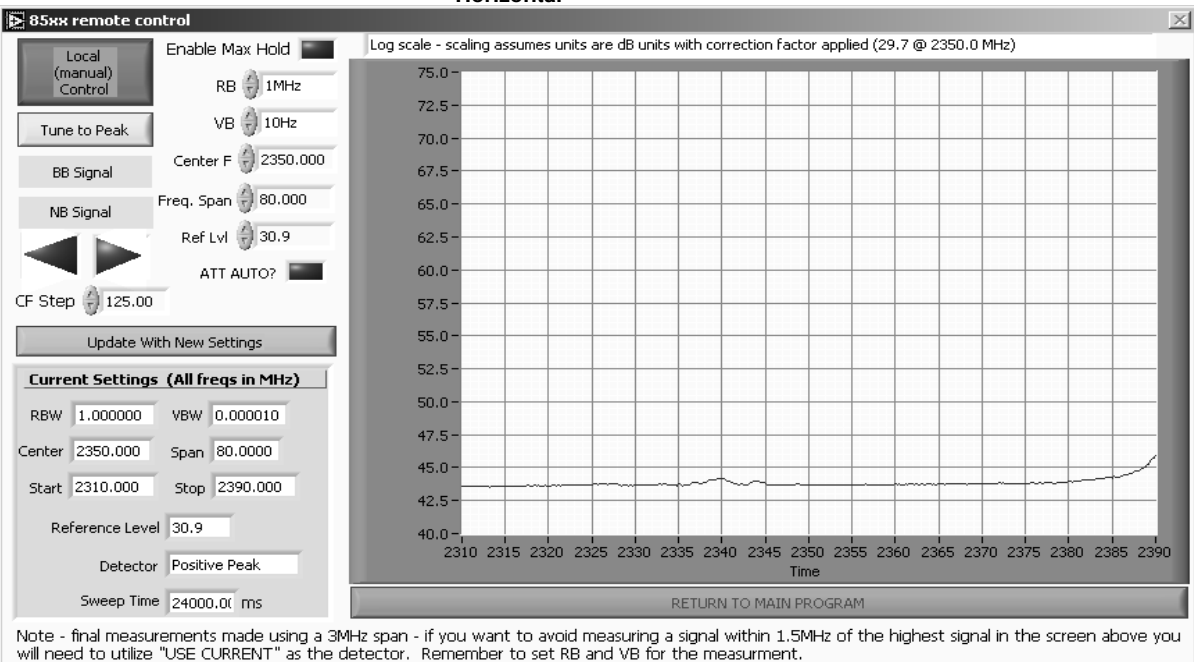 Horizontal
85xx remote control
Local
(manual)
Control
Enable Max Hold
RB 1MHz
VB 10Hz
Tune to Peak
Center F 2350.000
BB Signal
Freq. Span 80.000
NB Signal
Ref Lvl 30.9
ATT AUTO?
CF Step 125.00
Update With New Settings
Current Settings (All freqs in MHz)
RBW 1.000000 VBW 0.000010
Center 2350.000 Span 80.0000
Start 2310.000 Stop 2390.000
Reference Level 30.9
Detector Positive Peak
Sweep Time 24000.0( ms
Log scale - scaling assumes units are dB units with correction factor applied (29.7 @ 2350.0 MHz)
75.0
72.5
70.0
67.5
65.0
62.5
60.0
57.5
55.0
52.5
50.0
47.5
45.0
42.5
40.0
2310 2315 2320 2325 2330 2335 2340 2345 2350 2355 2360 2365 2370 2375 2380 2385 2390
Time
RETURN TO MAIN PROGRAM
Note - final measurements made using a 3MHz span - if you want to avoid measuring a signal within 1.5MHz of the highest signal in the screen above you
will need to utilize "USE CURRENT" as the detector. Remember to set RB and VB for the measurment.